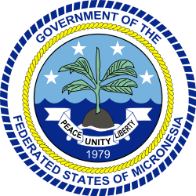 GOVERNMENT OF THE
PEACE UNITY LIBERTY
1979
FEDERATED STATES OF MICRONESIA